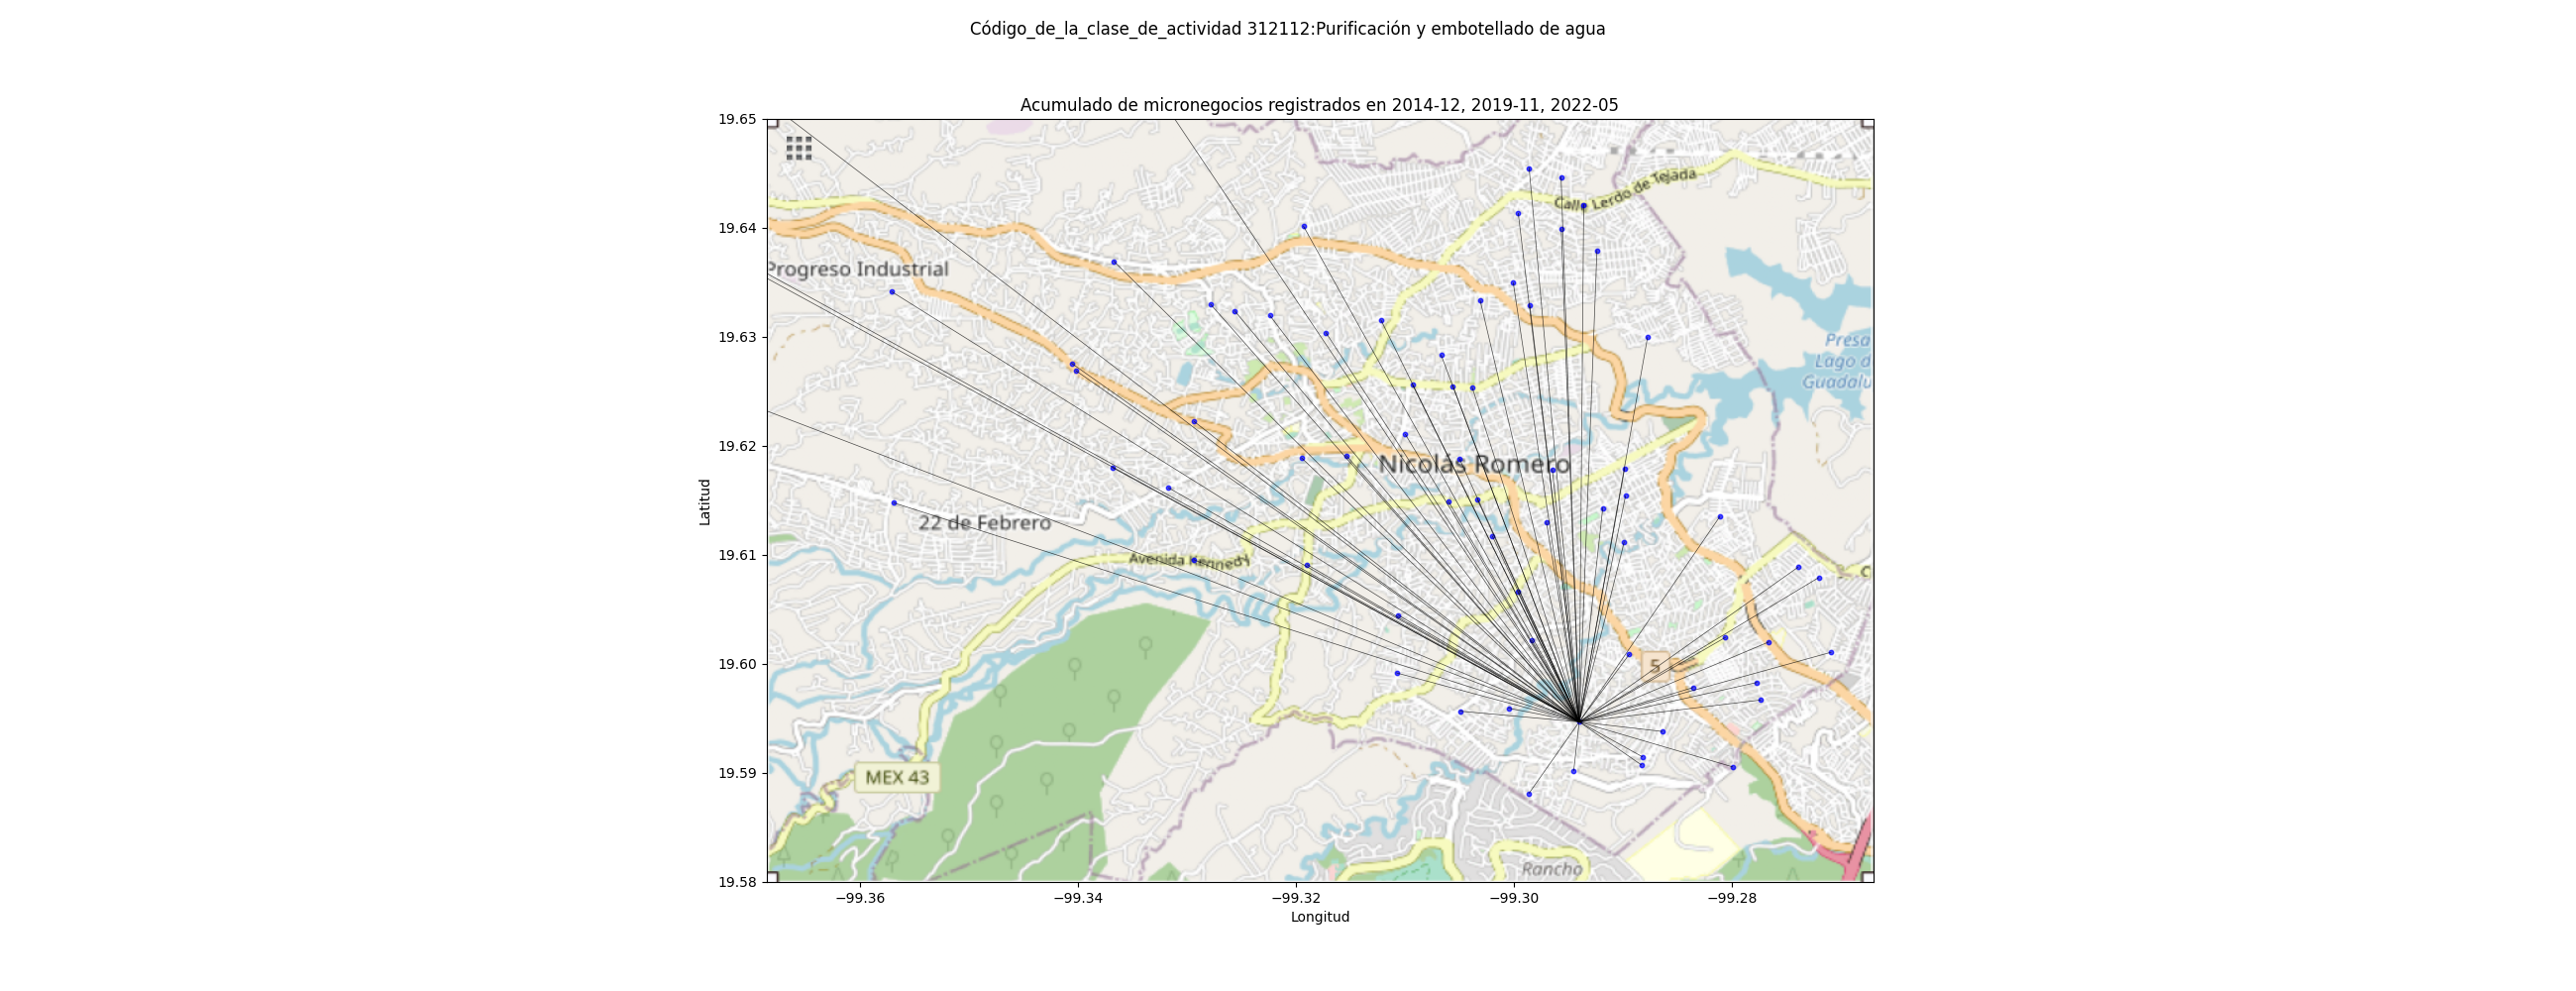 Código_de_la_clase_de_actividad 312112:Purificación y embotellado de agua
Acumulado de micronegocios registrados en 2014-12, 2019-11, 2022-05
19.65
19.64
19.63
19.62
19.61
19.60
19.59
19.58
Latitud
Calle Lerdo de Tejada
Progreso Industrial
Presa
Lago d
Guadalu
Nicolás Romero
22 de Febrero
Avenida Kennedy
C
5
MEX 43
Rancho
−99.36
−99.34
−99.32
−99.30
−99.28
Longitud